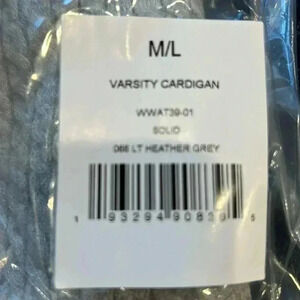 M/L
VARSITY CARDIGAN
WWAT39-01
SOLID
066 LT HEATHER GREY